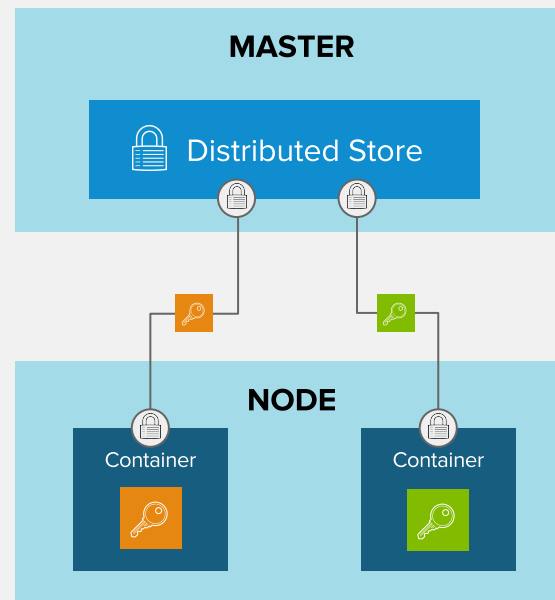 MASTER
Distributed Store
NODE
Container
Container